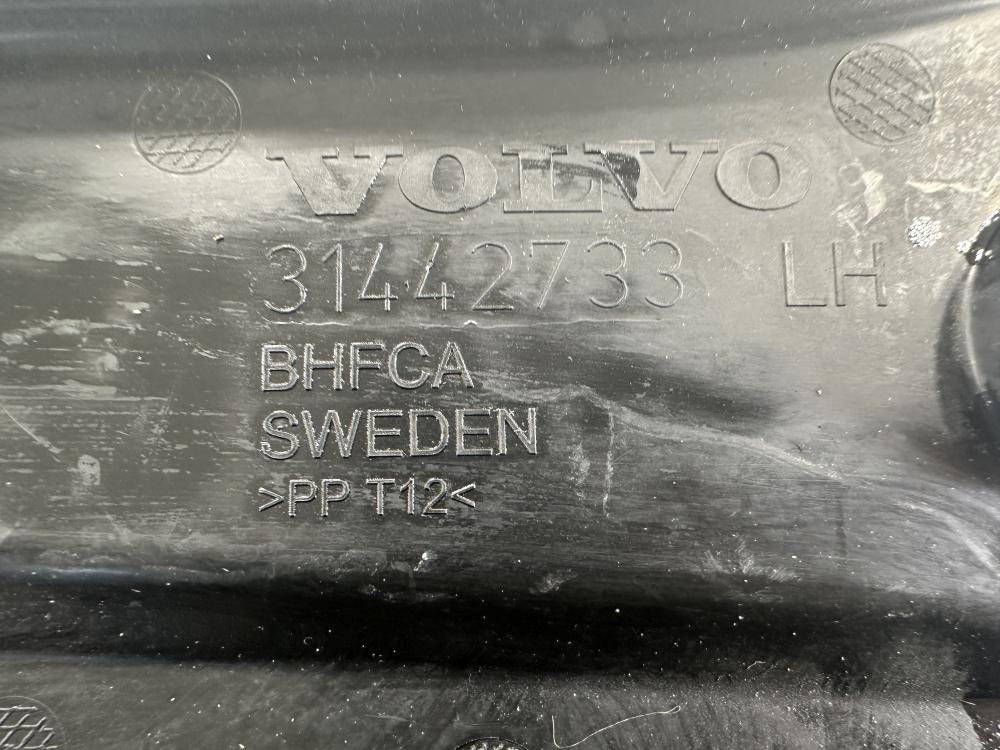 VOLVO
31442733 LH
BHFCA
SWEDEN
>PP T12<